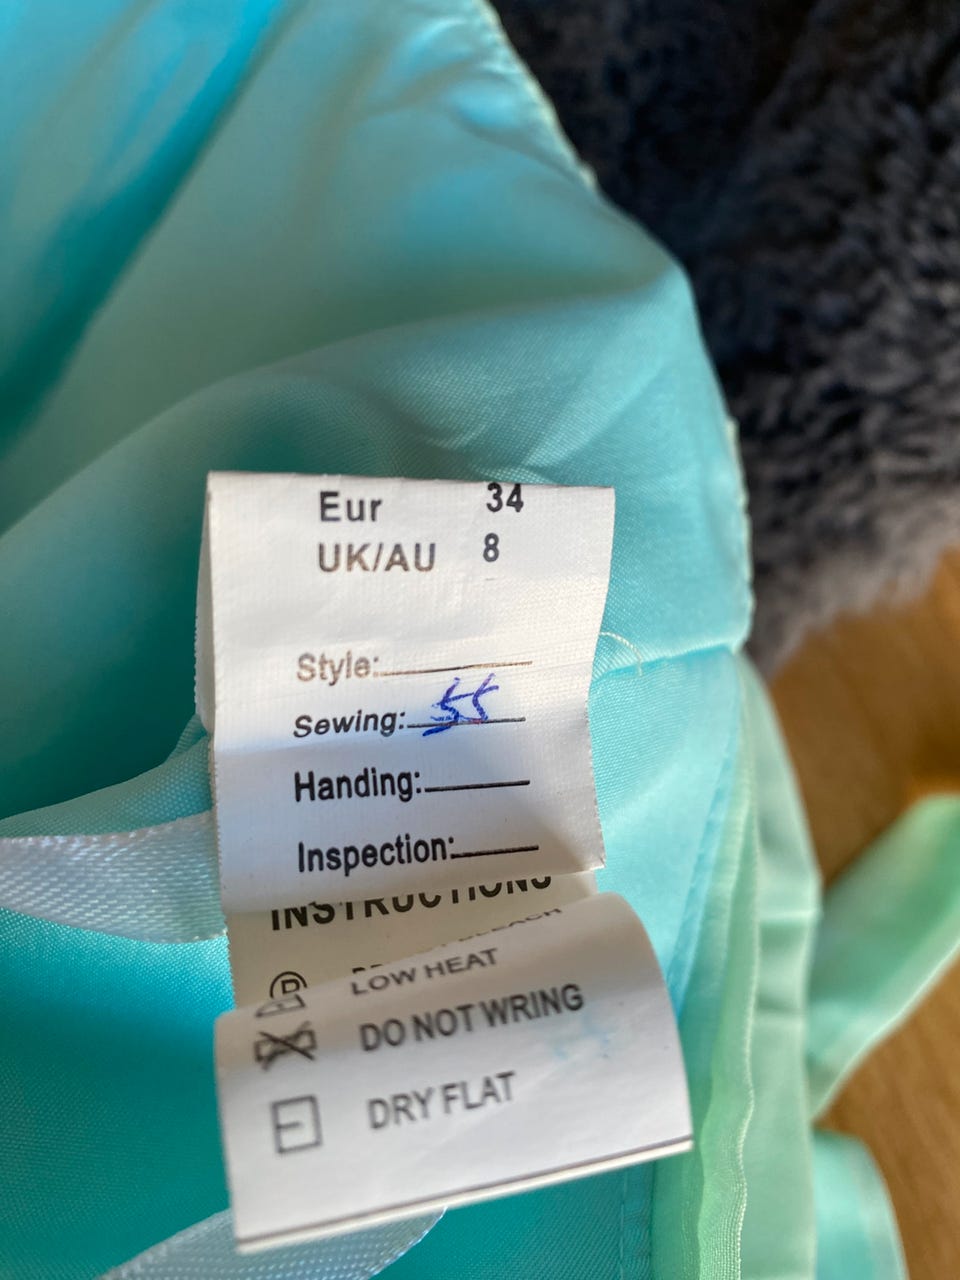 Eur 34
UK/AU 8
Style:
Sewing: 55
Handing:
Inspection:
INSTRUCTIONS
P
LOW HEAT
DO NOT WRING
DRY FLAT